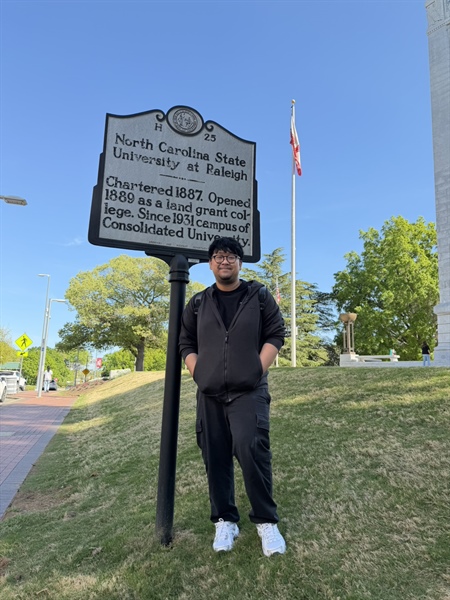 H 25
North Carolina State
University at Raleigh
Chartered 1887. Opened
1889 as a land grant col-
lege. Since 1931 campus of
Consolidated University.